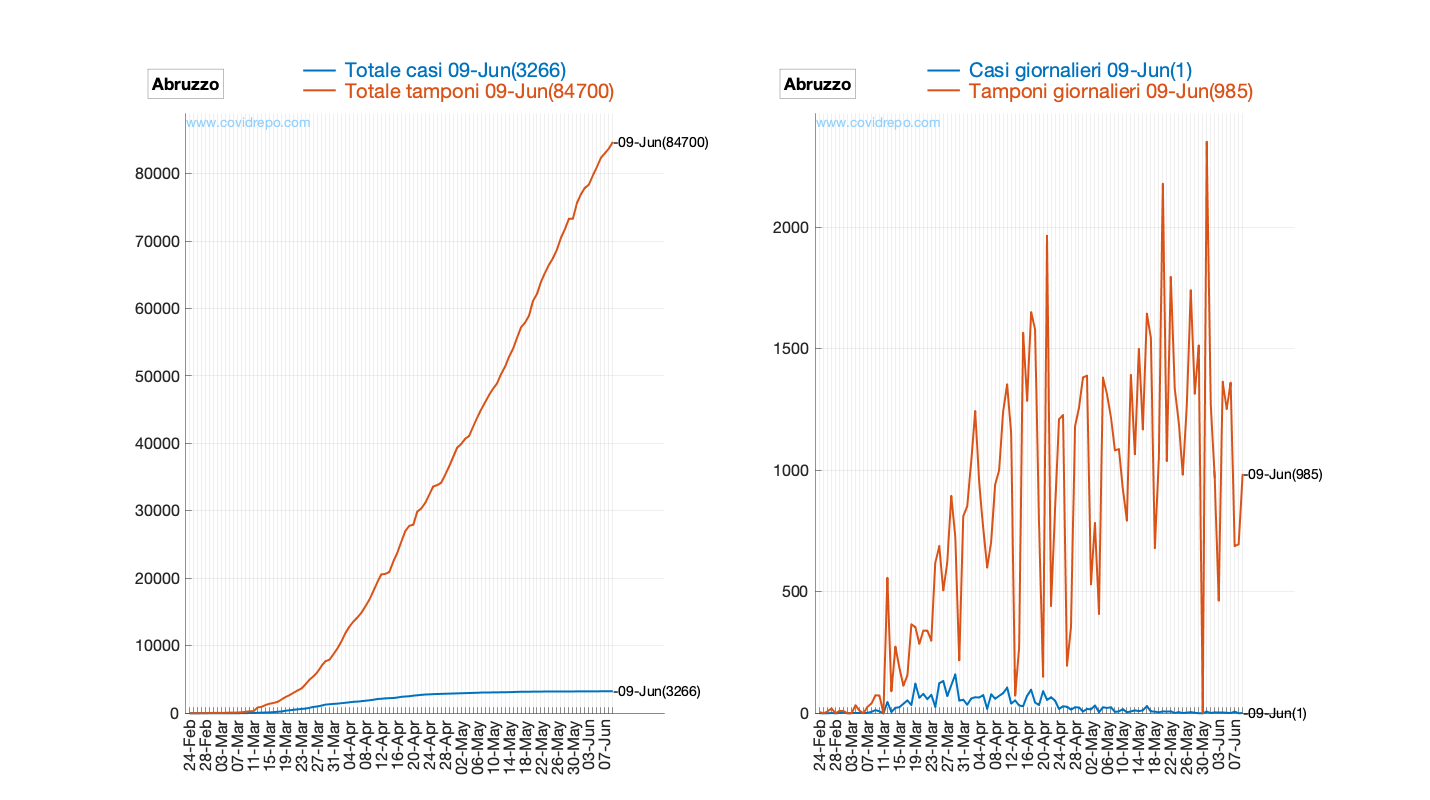 Abruzzo
Totale casi 09-Jun(3266)
Totale tamponi 09-Jun(84700)
www.covidrepo.com
-09-Jun(84700)
-09-Jun(3266)
80000
70000
60000
50000
40000
30000
20000
10000
0
24-Feb
28-Feb
03-Mar
07-Mar
11-Mar
15-Mar
19-Mar
23-Mar
27-Mar
31-Mar
04-Apr
08-Apr
12-Apr
16-Apr
20-Apr
24-Apr
28-Apr
02-May
06-May
10-May
14-May
18-May
22-May
26-May
30-May
03-Jun
07-Jun
Abruzzo
Casi giornalieri 09-Jun(1)
Tamponi giornalieri 09-Jun(985)
www.covidrepo.com
-09-Jun(985)
-09-Jun(1)
2000
1500
1000
500
0
24-Feb
28-Feb
03-Mar
07-Mar
11-Mar
15-Mar
19-Mar
23-Mar
27-Mar
31-Mar
04-Apr
08-Apr
12-Apr
16-Apr
20-Apr
24-Apr
28-Apr
02-May
06-May
10-May
14-May
18-May
22-May
26-May
30-May
03-Jun
07-Jun